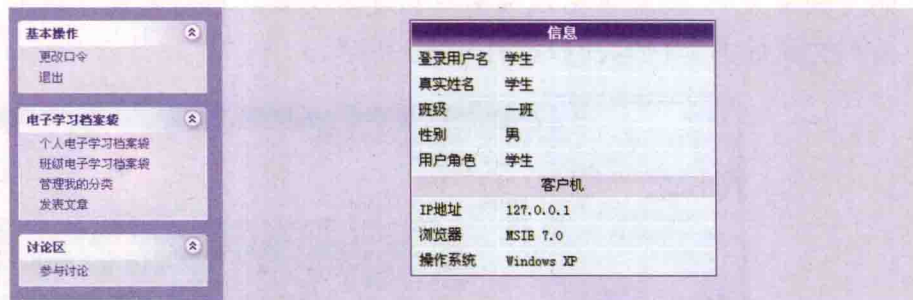 基本操作
更改口令
退出
电子学习档案袋
个人电子学习档案袋
班级电子学习档案袋
管理我的分类
发表文章
讨论区
参与讨论
信息
登录用户名 学生
真实姓名 学生
班级 一班
性别 男
用户角色 学生
客户机
IP地址 127.0.0.1
浏览器 MSIE 7.0
操作系统 Windows XP